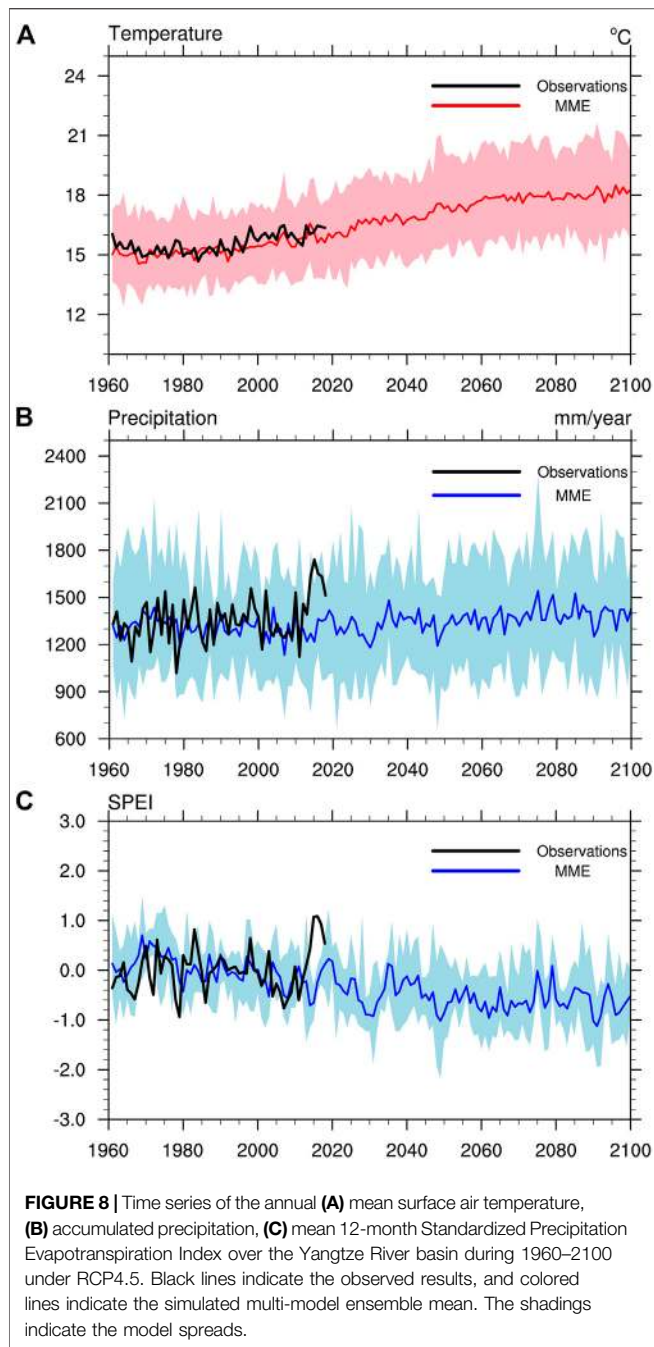 A Temperature °C
24
21
18
15
12
Observations
MME
1960 1980 2000 2020 2040 2060 2080 2100
B Precipitation mm/year
2400
2100
1800
1500
1200
900
600
Observations
MME
1960 1980 2000 2020 2040 2060 2080 2100
C SPEI
3.0
2.0
1.0
0.0
-1.0
-2.0
-3.0
Observations
MME
1960 1980 2000 2020 2040 2060 2080 2100
FIGURE 8 | Time series of the annual (A) mean surface air temperature,
(B) accumulated precipitation, (C) mean 12-month Standardized Precipitation
Evapotranspiration Index over the Yangtze River basin during 1960–2100
under RCP4.5. Black lines indicate the observed results, and colored
lines indicate the simulated multi-model ensemble mean. The shadings
indicate the model spreads.